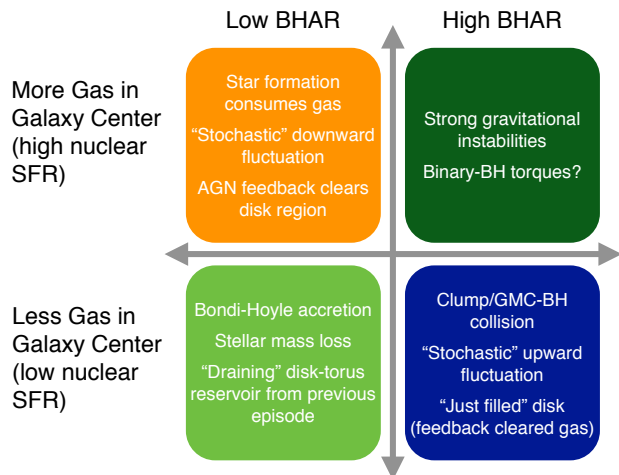 Low BHAR
High BHAR
More Gas in
Galaxy Center
(high nuclear
SFR)
Star formation
consumes gas
“Stochastic” downward
fluctuation
AGN feedback clears
disk region
Strong gravitational
instabilities
Binary-BH torques?
Less Gas in
Galaxy Center
(low nuclear
SFR)
Bondi-Hoyle accretion
Stellar mass loss
“Draining” disk-torus
reservoir from previous
episode
Clump/GMC-BH
collision
“Stochastic” upward
fluctuation
“Just filled” disk
(feedback cleared gas)